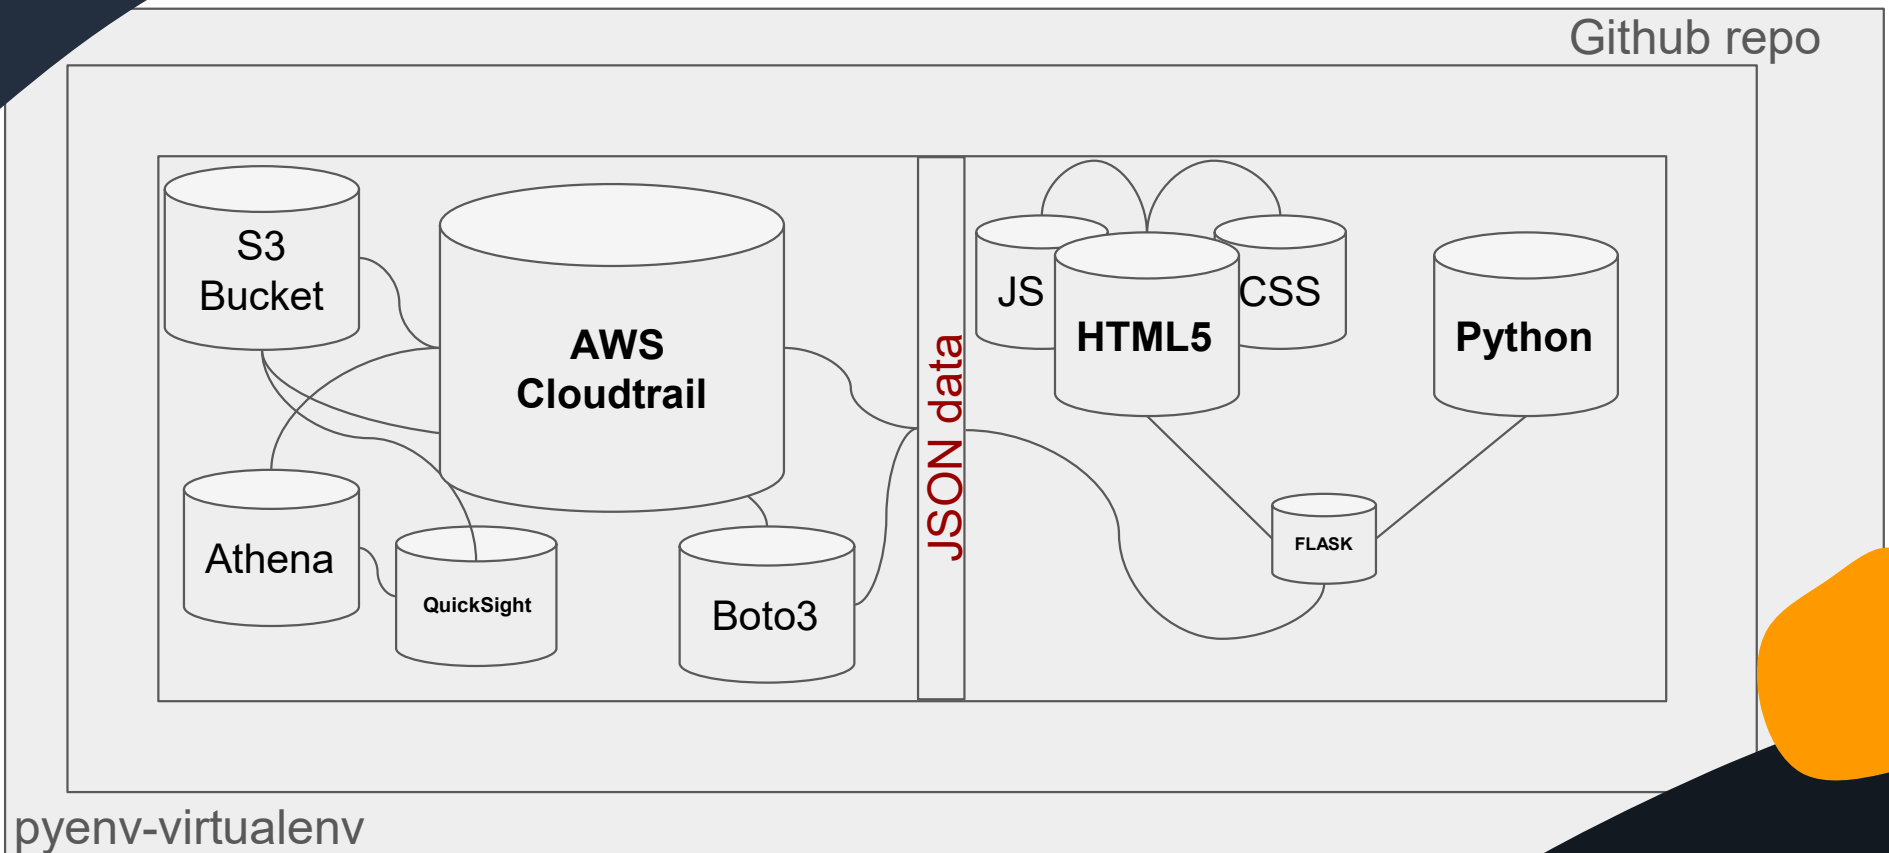 Github repo
S3
Bucket
AWS
Cloudtrail
Athena
QuickSight
Boto3
JSON data
JS
HTML5
CSS
Python
FLASK
pyenv-virtualenv